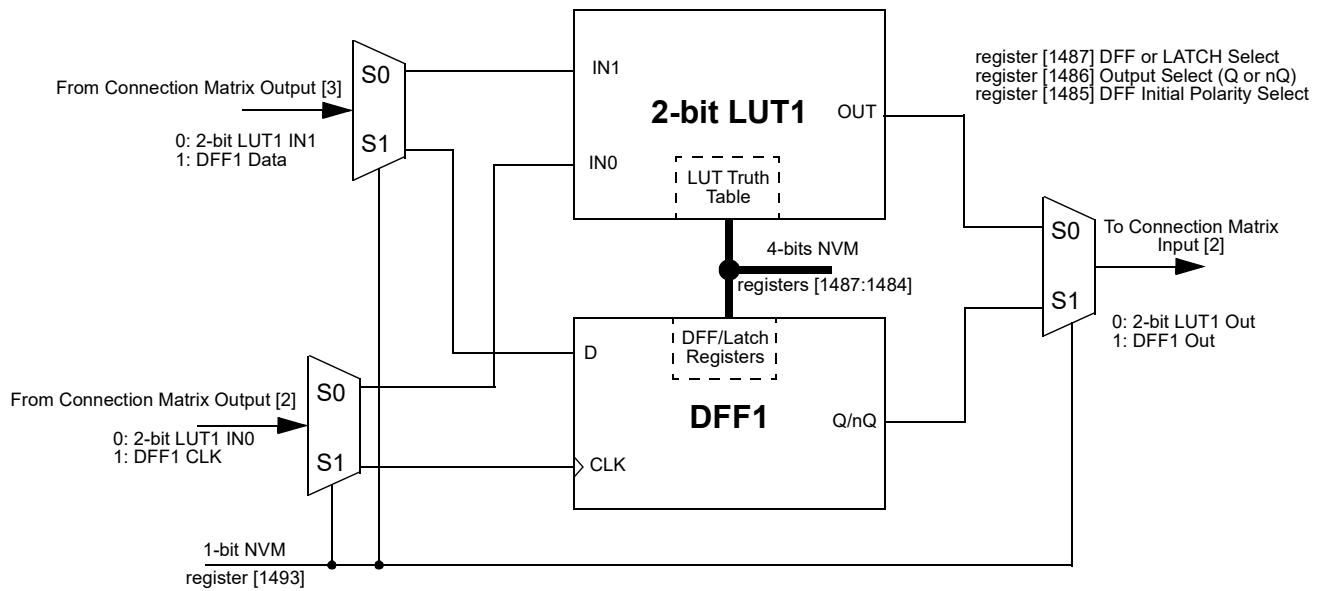 From Connection Matrix Output [3]
0: 2-bit LUT1 IN1
1: DFF1 Data
S0
S1
IN1
IN0
2-bit LUT1
OUT
LUT Truth
Table
register [1487] DFF or LATCH Select
register [1486] Output Select (Q or nQ)
register [1485] DFF Initial Polarity Select
4-bits NVM
registers [1487:1484]
S0
S1
To Connection Matrix
Input [2]
0: 2-bit LUT1 Out
1: DFF1 Out
From Connection Matrix Output [2]
0: 2-bit LUT1 IN0
1: DFF1 CLK
S0
S1
D
DFF/Latch
Registers
DFF1
Q/nQ
CLK
1-bit NVM
register [1493]